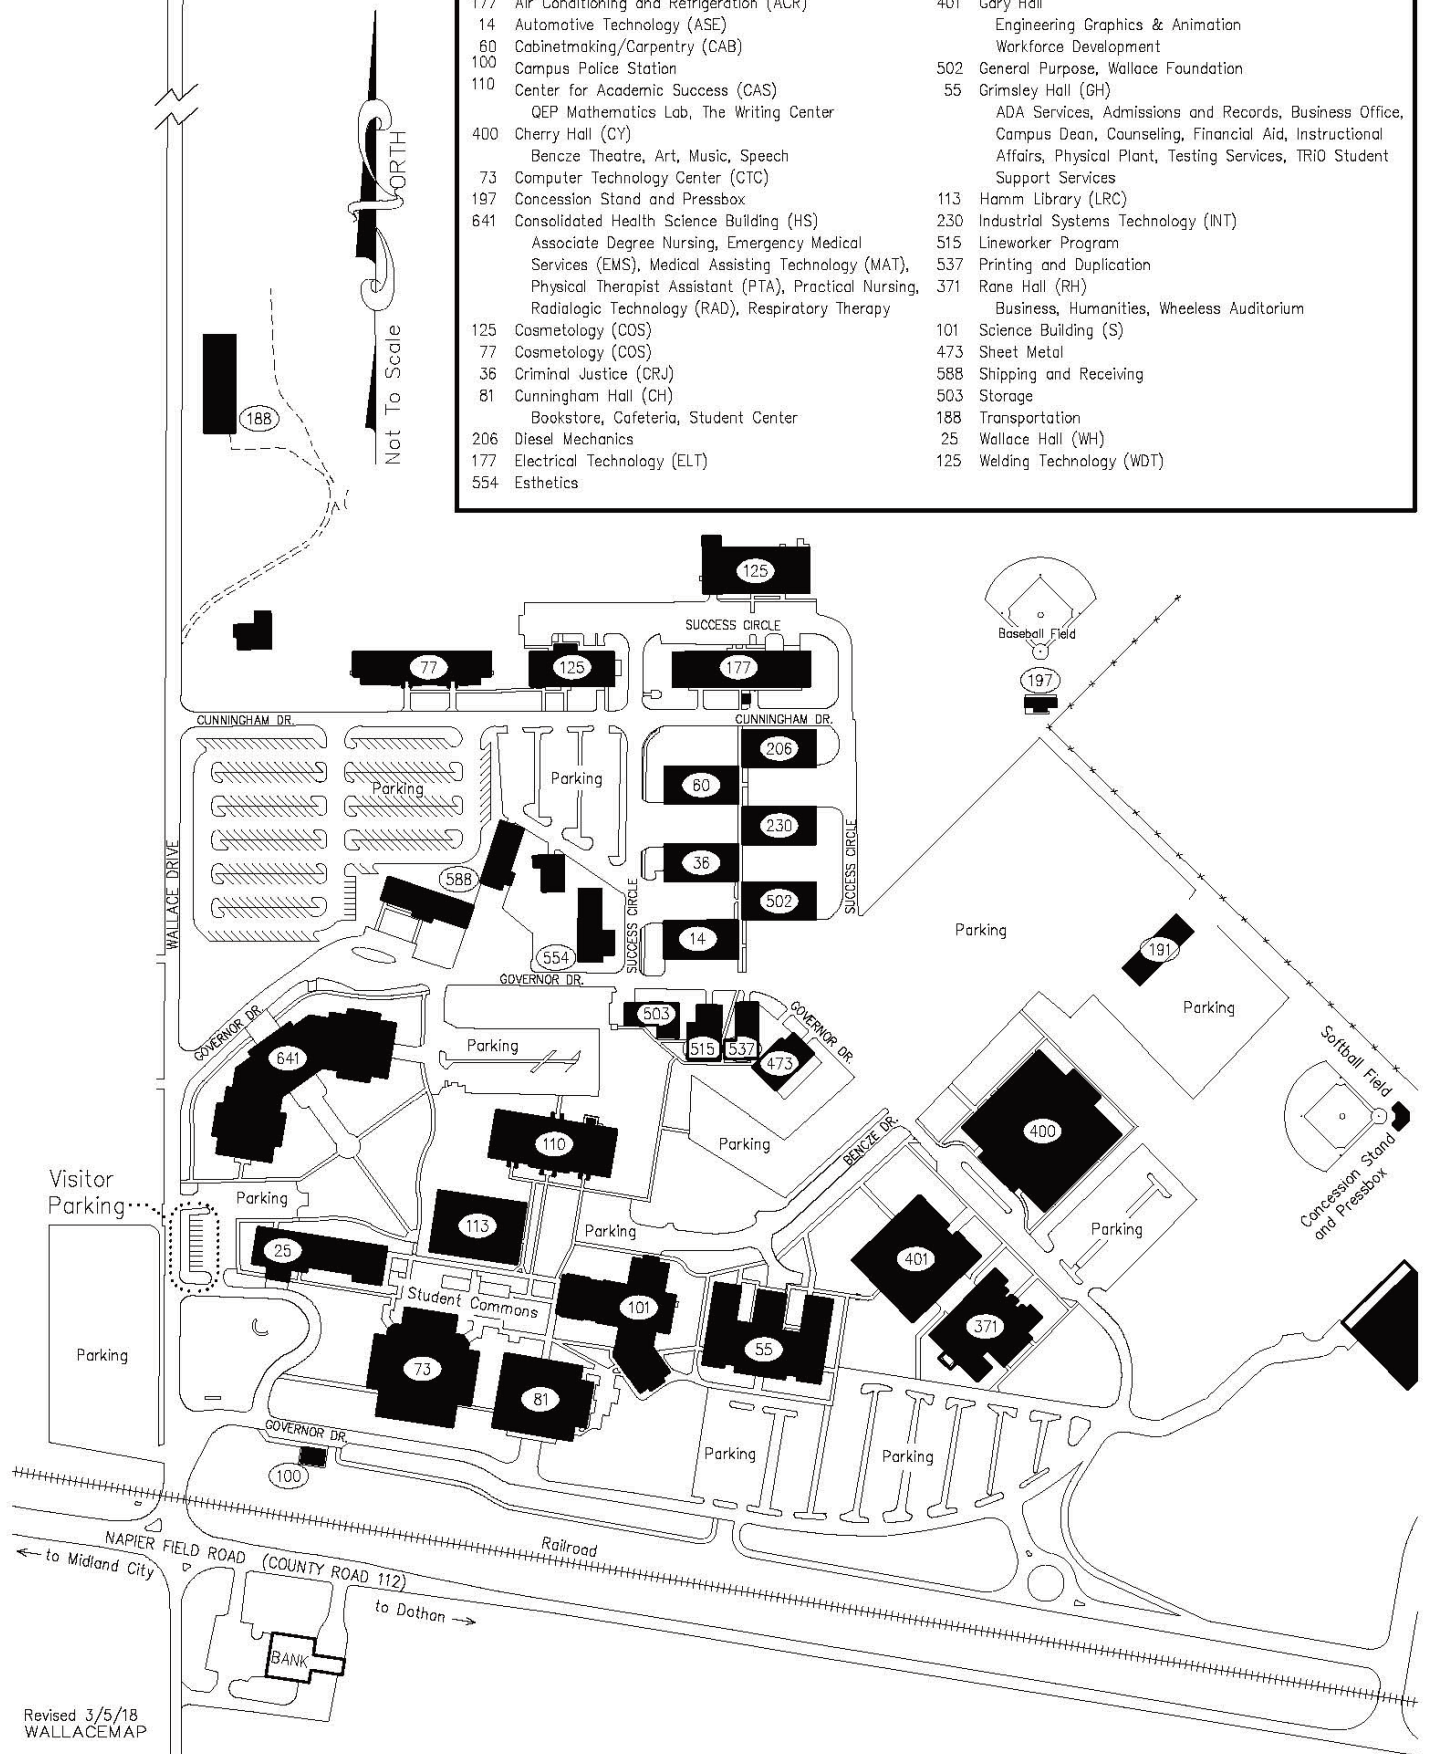 177 Air Conditioning and Refrigeration (ACR)
14 Automotive Technology (ASE)
60 Cabinetmaking/Carpentry (CAB)
100 Campus Police Station
110 Center for Academic Success (CAS)
QEP Mathematics Lab, The Writing Center
400 Cherry Hall (CY)
Bencze Theatre, Art, Music, Speech
73 Computer Technology Center (CTC)
197 Concession Stand and Pressbox
641 Consolidated Health Science Building (HS)
Associate Degree Nursing, Emergency Medical
Services (EMS), Medical Assisting Technology (MAT),
Physical Therapist Assistant (PTA), Practical Nursing,
Radialogic Technology (RAD), Respiratory Therapy
125 Cosmetology (COS)
77 Cosmetology (COS)
36 Criminal Justice (CRJ)
81 Cunningham Hall (CH)
Bookstore, Cafeteria, Student Center
206 Diesel Mechanics
177 Electrical Technology (ELT)
554 Esthetics
401 Gary Hall
Engineering Graphics & Animation
Workforce Development
502 General Purpose, Wallace Foundation
55 Grimsley Hall (GH)
ADA Services, Admissions and Records, Business Office,
Campus Dean, Counseling, Financial Aid, Instructional
Affairs, Physical Plant, Testing Services, TRiO Student
Support Services
113 Hamm Library (LRC)
230 Industrial Systems Technology (INT)
515 Lineworker Program
537 Printing and Duplication
371 Rane Hall (RH)
Business, Humanities, Wheeless Auditorium
101 Science Building (S)
473 Sheet Metal
588 Shipping and Receiving
503 Storage
188 Transportation
25 Wallace Hall (WH)
125 Welding Technology (WDT)
NORTH
Not To Scale
188
125
SUCCESS CIRCLE
Baseball Field
77
125
177
197
CUNNINGHAM DR.
CUNNINGHAM DR.
206
Parking
Parking
60
230
WALLACE DRIVE
36
SUCCESS CIRCLE
588
502
SUCCESS CIRCLE
14
Parking
191
554
GOVERNOR DR.
Parking
503
GOVERNOR DR.
GOVERNOR DR.
641
Parking
515
537
473
Softball Field
400
110
Parking
BENCZE DR.
Concession Stand
and Pressbox
Visitor
Parking
Parking
113
Parking
Parking
25
401
Student Commons
101
371
55
Parking
73
81
GOVERNOR DR.
Parking
Parking
100
Railroad
NAPIER FIELD ROAD (COUNTY ROAD 112)
to Midland City
to Dothan
BANK
Revised 3/5/18
WALLACEMAP